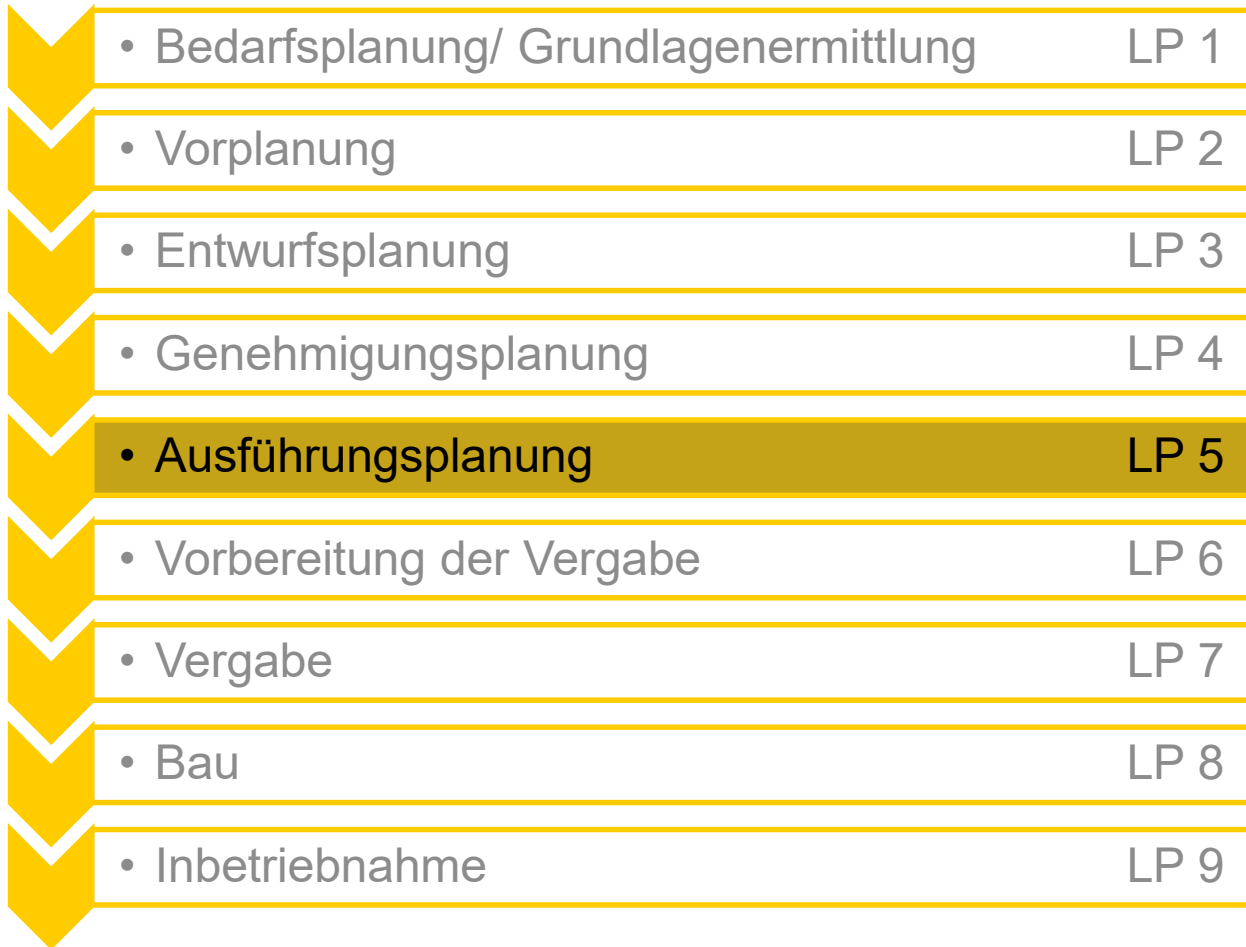 • Bedarfsplanung/ Grundlagenermittlung LP 1
• Vorplanung LP 2
• Entwurfsplanung LP 3
• Genehmigungsplanung LP 4
• Ausführungsplanung LP 5
• Vorbereitung der Vergabe LP 6
• Vergabe LP 7
• Bau LP 8
• Inbetriebnahme LP 9